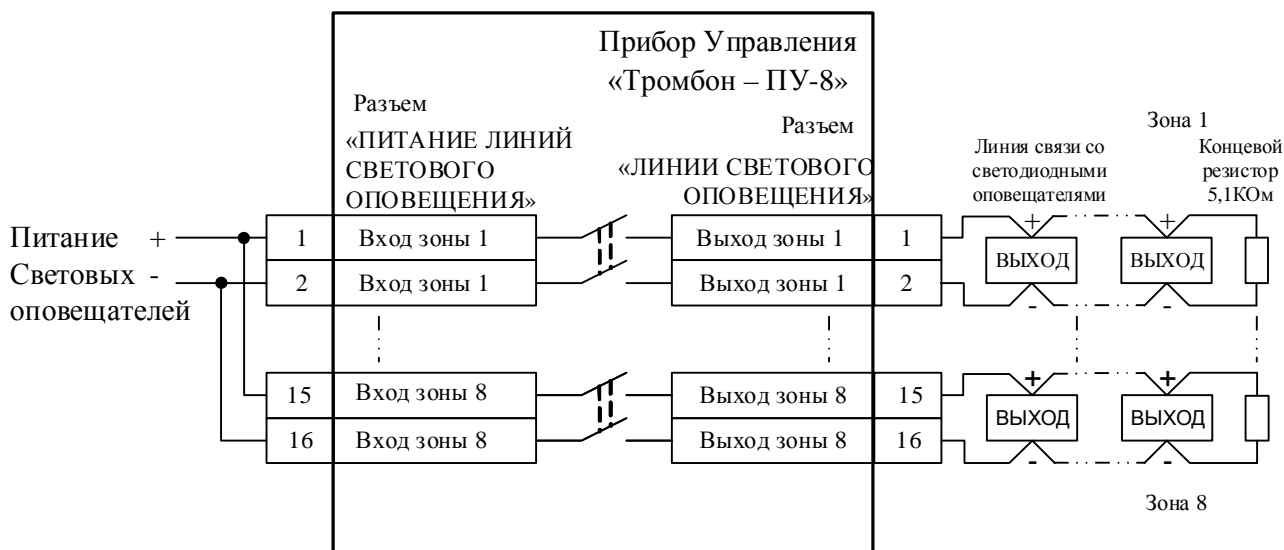 Прибор Управления
«Тромбон – ПУ-8»
Разъем
«ПИТАНИЕ ЛИНИЙ
СВЕТОВОГО
ОПОВЕЩЕНИЯ»
Разъем
«ЛИНИИ СВЕТОВОГО
ОПОВЕЩЕНИЯ»
Зона 1
Линия связи со
светодиодными
оповещателями
Концевой
резистор
5,1КОм
Питание +
Световых -
оповещателей
1 Вход зоны 1
2 Вход зоны 1
Выход зоны 1 1
Выход зоны 1 2
+ +
ВЫХОД ВЫХОД
- -
15 Вход зоны 8
16 Вход зоны 8
Выход зоны 8 15
Выход зоны 8 16
+ +
ВЫХОД ВЫХОД
- -
Зона 8